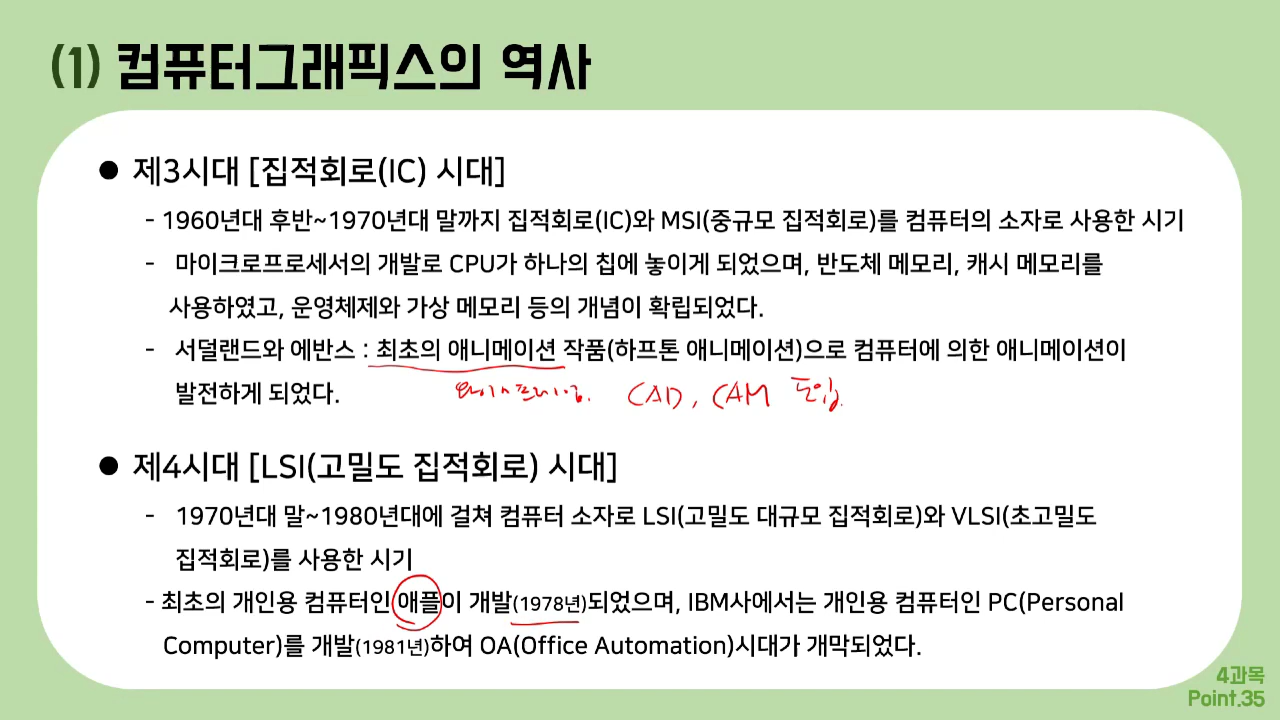 (1) 컴퓨터그래픽스의 역사
● 제3시대 [집적회로(IC) 시대]
- 1960년대 후반~1970년대 말까지 집적회로(IC)와 MSI(중규모 집적회로)를 컴퓨터의 소자로 사용한 시기
- 마이크로프로세서의 개발로 CPU가 하나의 칩에 놓이게 되었으며, 반도체 메모리, 캐시 메모리를
사용하였고, 운영체제와 가상 메모리 등의 개념이 확립되었다.
- 서덜랜드와 에반스 : 최초의 애니메이션 작품(하프톤 애니메이션)으로 컴퓨터에 의한 애니메이션이
발전하게 되었다.
와이어프레임. CAD, CAM 도입.
● 제4시대 [LSI(고밀도 집적회로) 시대]
- 1970년대 말~1980년대에 걸쳐 컴퓨터 소자로 LSI(고밀도 대규모 집적회로)와 VLSI(초고밀도
집적회로)를 사용한 시기
- 최초의 개인용 컴퓨터인 애플이 개발(1978년)되었으며, IBM사에서는 개인용 컴퓨터인 PC(Personal
Computer)를 개발(1981년)하여 OA(Office Automation)시대가 개막되었다.
4과목
Point.35